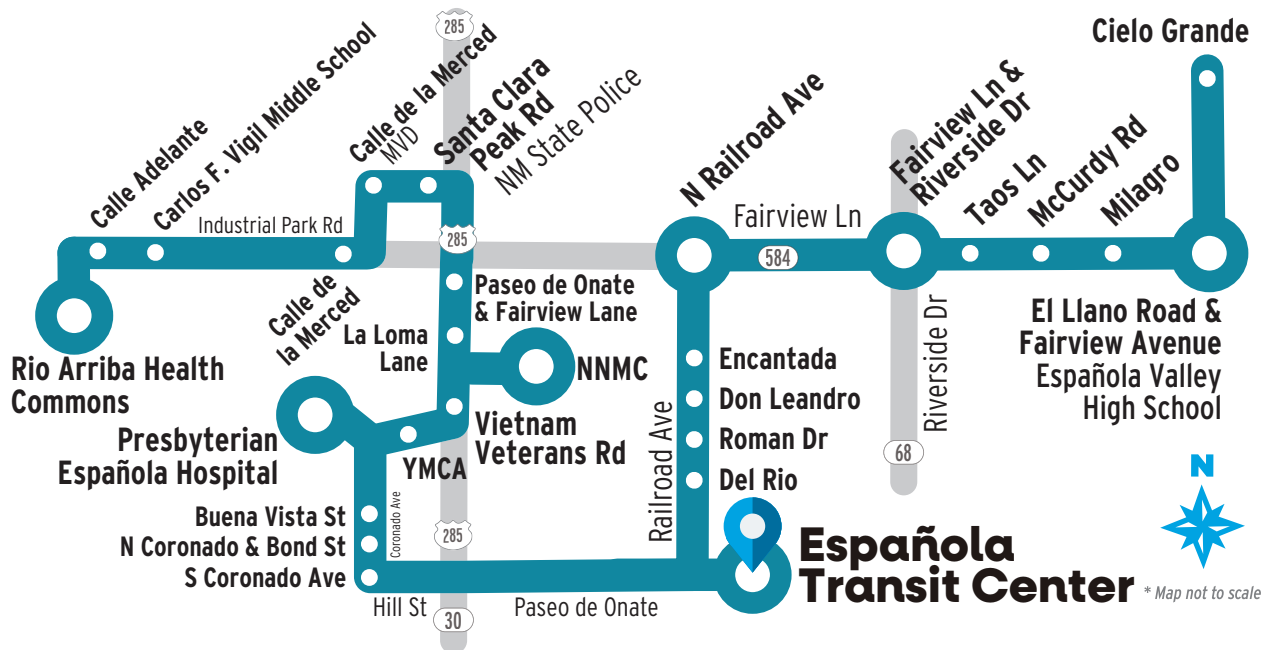 285
Cielo Grande
Calle Adelante
Carlos F. Vigil Middle School
Calle de la Merced
MVD
Santa Clara
Peak Rd
NM State Police
N Railroad Ave
Fairview Ln &
Riverside Dr
Taos Ln
McCurdy Rd
Milagro
Industrial Park Rd
Fairview Ln
285
584
Calle de
la Merced
Paseo de Onate
& Fairview Lane
La Loma
Lane
NNMC
Rio Arriba Health
Commons
Encantada
Don Leandro
Roman Dr
Del Rio
Railroad Ave
Riverside Dr
68
El Llano Road &
Fairview Avenue
Española Valley
High School
Presbyterian
Española Hospital
Vietnam
Veterans Rd
YMCA
Buena Vista St
N Coronado & Bond St
S Coronado Ave
Coronado Ave
285
Hill St
30
Paseo de Onate
Española
Transit Center
N
* Map not to scale